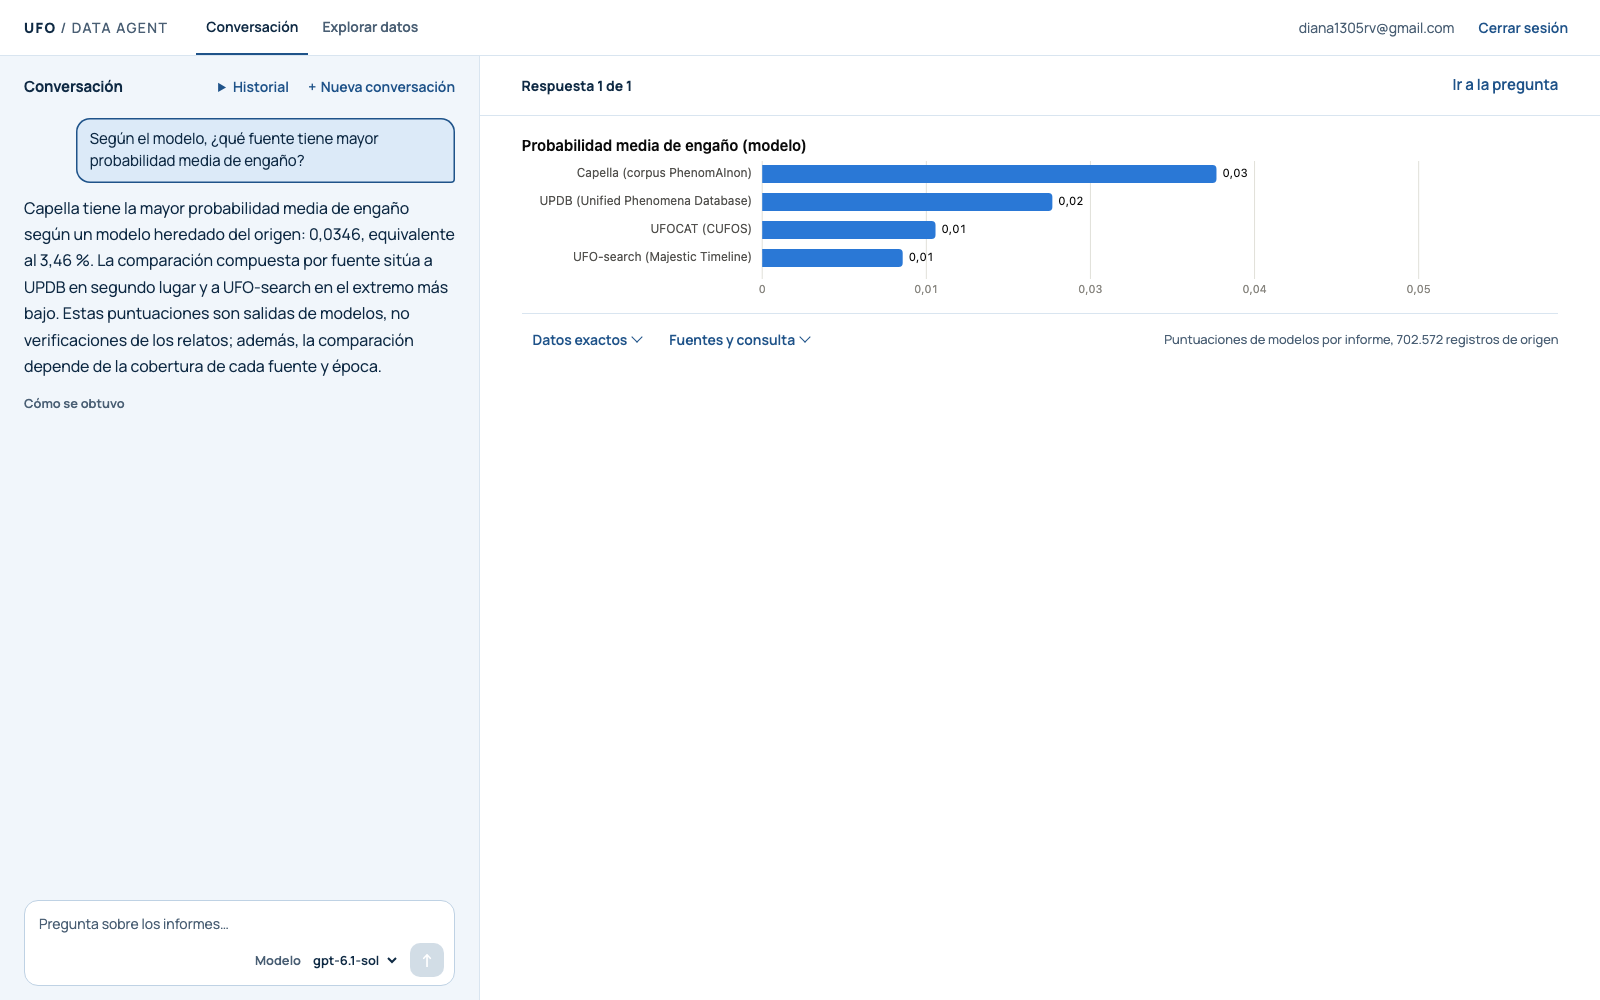 UFO / DATA AGENT
Conversación
Explorar datos
diana1305rv@gmail.com
Cerrar sesión
Conversación
Historial
+ Nueva conversación
Según el modelo, ¿qué fuente tiene mayor
probabilidad media de engaño?
Capella tiene la mayor probabilidad media de engaño
según un modelo heredado del origen: 0,0346, equivalente
al 3,46 %. La comparación compuesta por fuente sitúa a
UPDB en segundo lugar y a UFO-search en el extremo más
bajo. Estas puntuaciones son salidas de modelos, no
verificaciones de los relatos; además, la comparación
depende de la cobertura de cada fuente y época.
Cómo se obtuvo
Pregunta sobre los informes…
Modelo
gpt-6.1-sol
Respuesta 1 de 1
Ir a la pregunta
Probabilidad media de engaño (modelo)
Capella (corpus PhenomAInon)
0,03
UPDB (Unified Phenomena Database)
0,02
UFOCAT (CUFOS)
0,01
UFO-search (Majestic Timeline)
0,01
0
0,01
0,03
0,04
0,05
Datos exactos
Fuentes y consulta
Puntuaciones de modelos por informe, 702.572 registros de origen